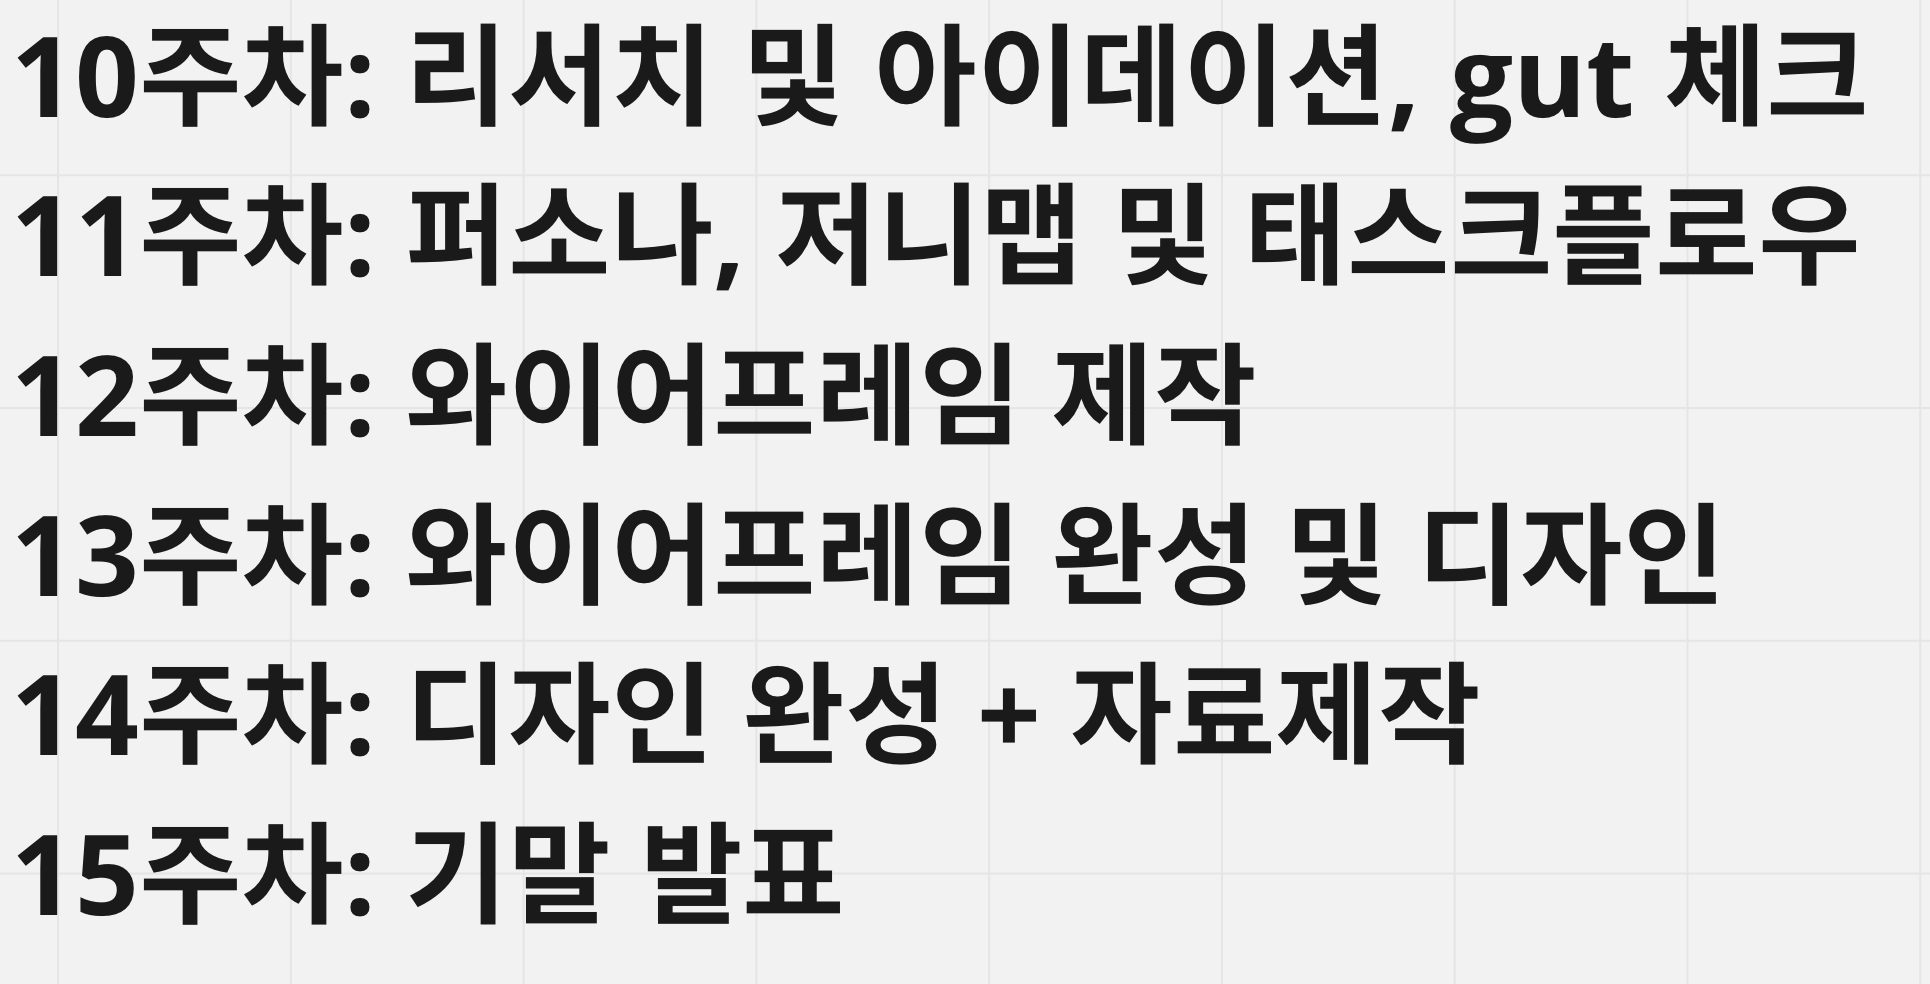 10주차: 리서치 및 아이데이션, gut 체크
11주차: 퍼소나, 저니맵 및 태스크플로우
12주차: 와이어프레임 제작
13주차: 와이어프레임 완성 및 디자인
14주차: 디자인 완성 + 자료제작
15주차: 기말 발표